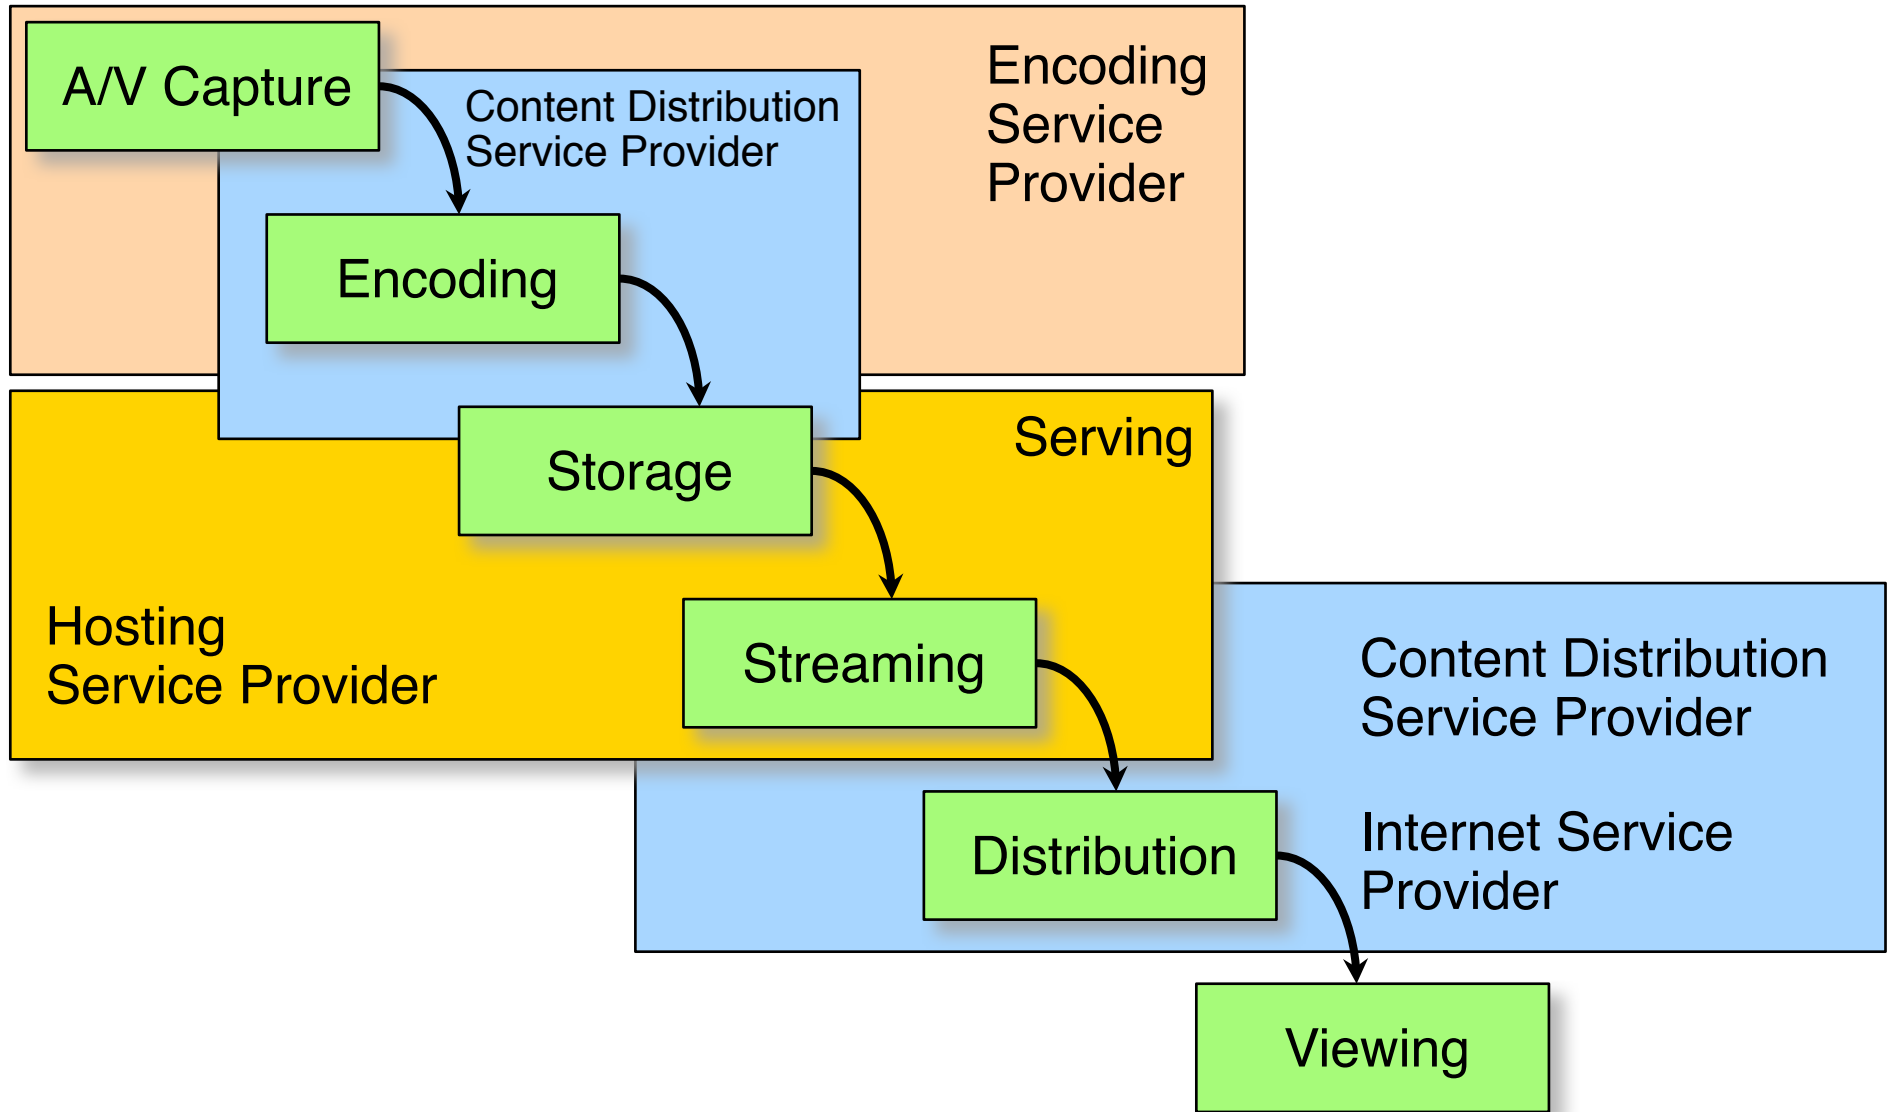 A/V Capture
Content Distribution
Service Provider
Encoding
Service
Provider
Encoding
Serving
Storage
Hosting
Service Provider
Streaming
Content Distribution
Service Provider
Distribution
Internet Service
Provider
Viewing